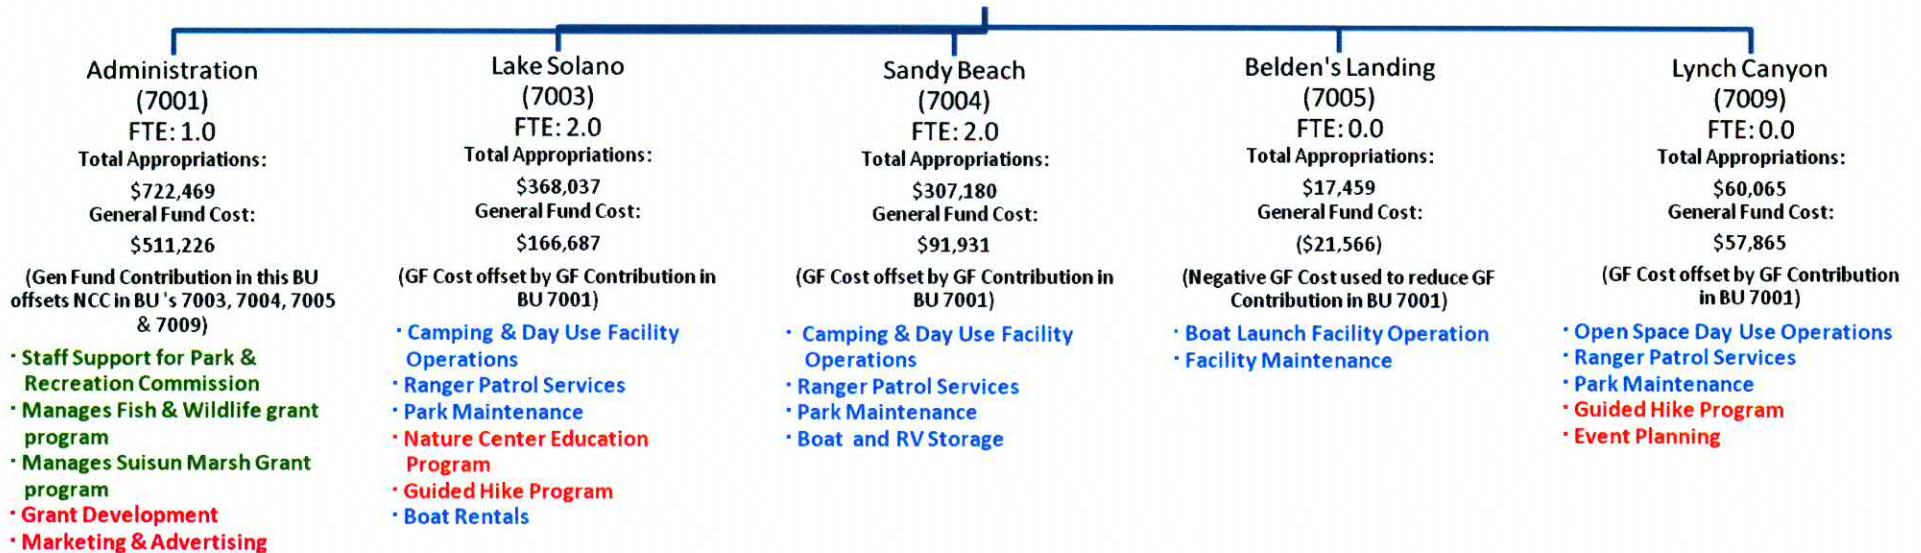 Administration
(7001)
FTE: 1.0
Total Appropriations:
$722,469
General Fund Cost:
$511,226
(Gen Fund Contribution in this BU
offsets NCC in BU 's 7003, 7004, 7005
& 7009)
· Staff Support for Park &
Recreation Commission
· Manages Fish & Wildlife grant
program
· Manages Suisun Marsh Grant
program
· Grant Development
· Marketing & Advertising
Lake Solano
(7003)
FTE: 2.0
Total Appropriations:
$368,037
General Fund Cost:
$166,687
(GF Cost offset by GF Contribution in
BU 7001)
· Camping & Day Use Facility
Operations
· Ranger Patrol Services
· Park Maintenance
· Nature Center Education
Program
· Guided Hike Program
· Boat Rentals
Sandy Beach
(7004)
FTE: 2.0
Total Appropriations:
$307,180
General Fund Cost:
$91,931
(GF Cost offset by GF Contribution in
BU 7001)
· Camping & Day Use Facility
Operations
· Ranger Patrol Services
· Park Maintenance
· Boat and RV Storage
Belden's Landing
(7005)
FTE: 0.0
Total Appropriations:
$17,459
General Fund Cost:
($21,566)
(Negative GF Cost used to reduce GF
Contribution in BU 7001)
· Boat Launch Facility Operation
· Facility Maintenance
Lynch Canyon
(7009)
FTE: 0.0
Total Appropriations:
$60,065
General Fund Cost:
$57,865
(GF Cost offset by GF Contribution
in BU 7001)
· Open Space Day Use Operations
· Ranger Patrol Services
· Park Maintenance
· Guided Hike Program
· Event Planning